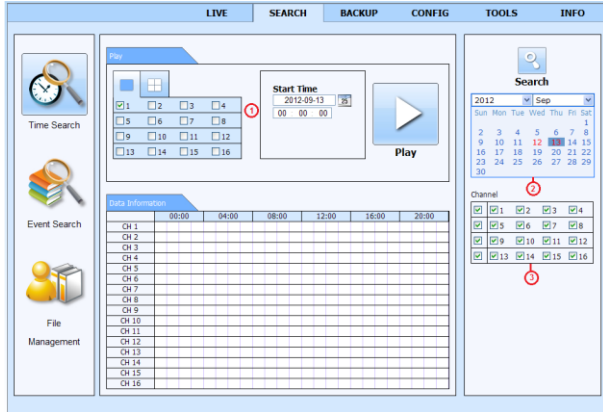 LIVE SEARCH BACKUP CONFIG TOOLS INFO
Time Search
Event Search
File
Management
Play
1 2 3 4
5 6 7 8
9 10 11 12
13 14 15 16
1
Start Time
2012-09-13
00 00 00
Play
Data Information
00:00 04:00 08:00 12:00 16:00 20:00
CH 1
CH 2
CH 3
CH 4
CH 5
CH 6
CH 7
CH 8
CH 9
CH 10
CH 11
CH 12
CH 13
CH 14
CH 15
CH 16
Search
2012 Sep
Sun Mon Tue Wed Thu Fri Sat
1
2 3 4 5 6 7 8
9 10 11 12 13 14 15
16 17 18 19 20 21 22
23 24 25 26 27 28 29
30
2
Channel
1 2 3 4
5 6 7 8
9 10 11 12
13 14 15 16
3